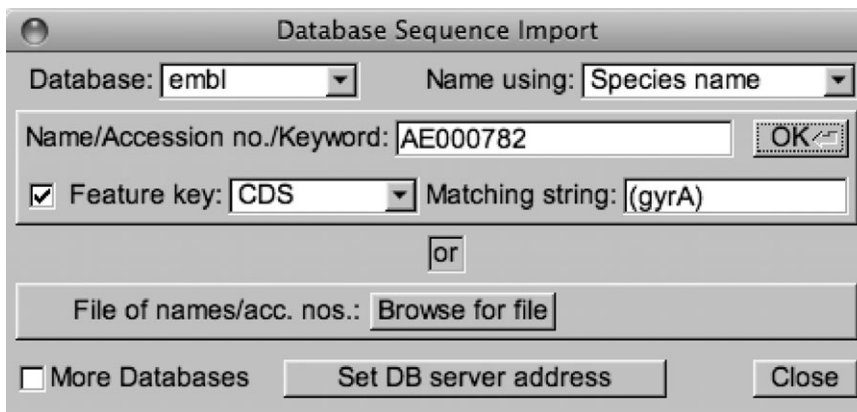 Database Sequence Import
Database: embl Name using: Species name
Name/Accession no./Keyword: AE000782 OK
Feature key: CDS Matching string: (gyrA)
or
File of names/acc. nos.: Browse for file
More Databases Set DB server address Close